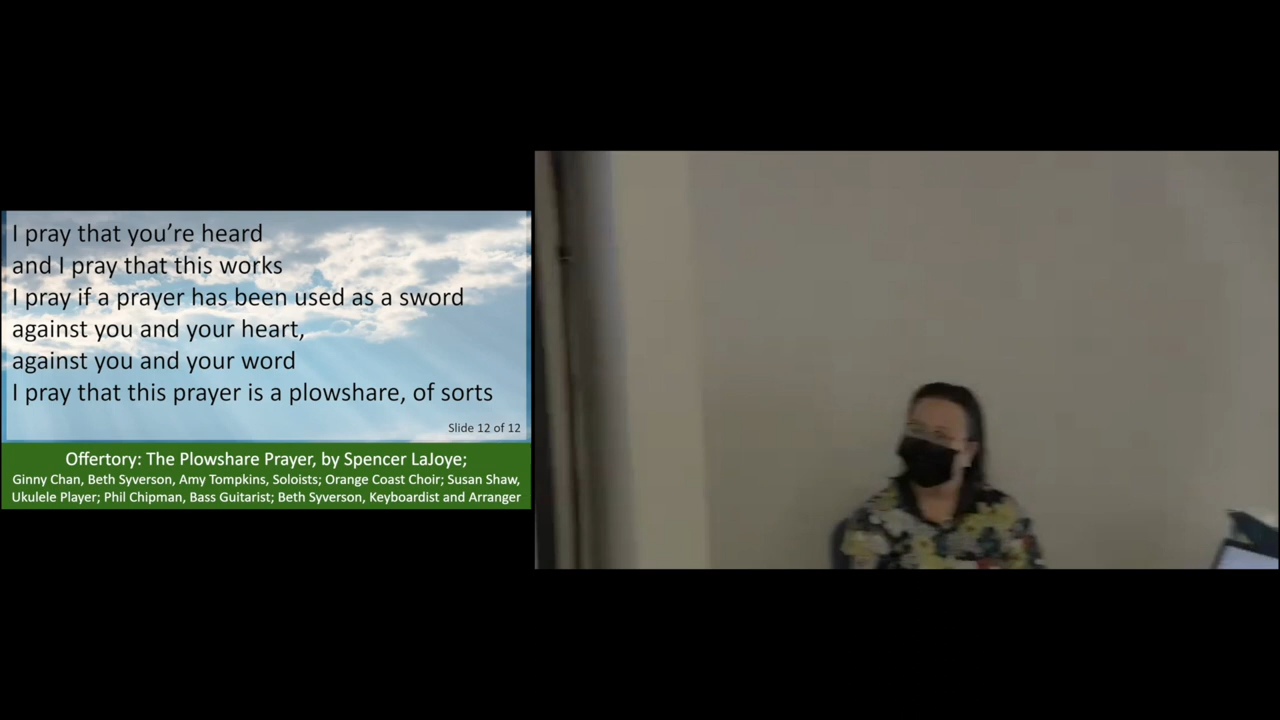 I pray that you’re heard
and I pray that this works
I pray if a prayer has been used as a sword
against you and your heart,
against you and your word
I pray that this prayer is a plowshare, of sorts
Slide 12 of 12
Offertory: The Plowshare Prayer, by Spencer LaJoye;
Ginny Chan, Beth Syverson, Amy Tompkins, Soloists; Orange Coast Choir; Susan Shaw,
Ukulele Player; Phil Chipman, Bass Guitarist; Beth Syverson, Keyboardist and Arranger